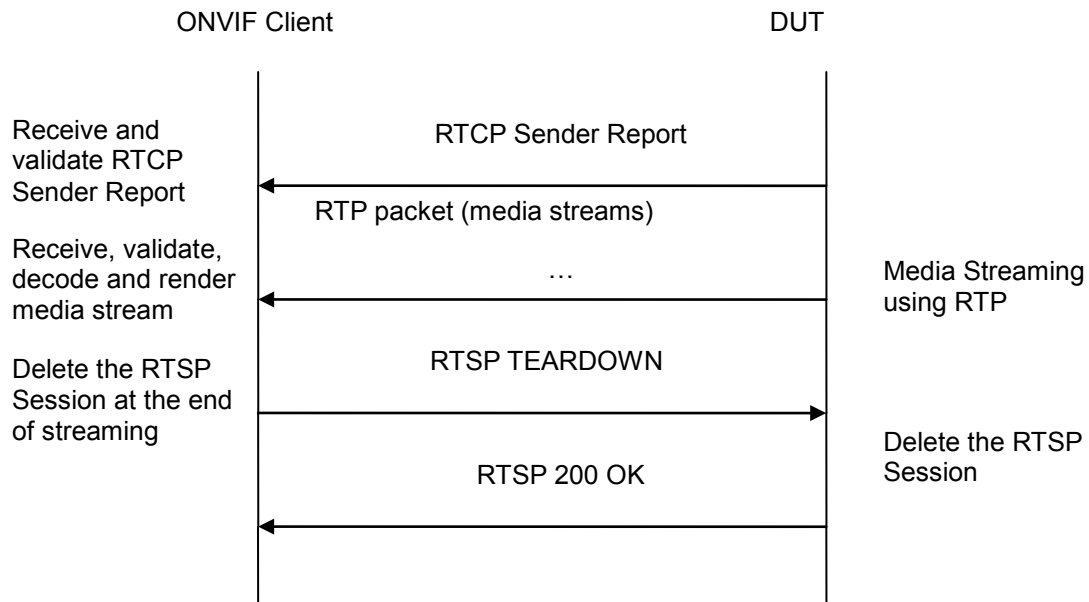 ONVIF Client
DUT
Receive and
validate RTCP
Sender Report
RTCP Sender Report
RTP packet (media streams)
Receive, validate,
decode and render
media stream
…
Media Streaming
using RTP
Delete the RTSP
Session at the end
of streaming
RTSP TEARDOWN
Delete the RTSP
Session
RTSP 200 OK